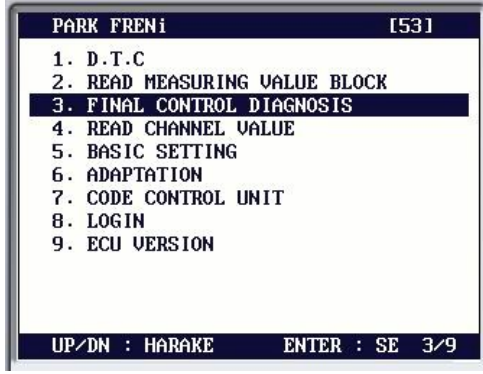 PARK FRENi [53]
1. D.T.C
2. READ MEASURING VALUE BLOCK
3. FINAL CONTROL DIAGNOSIS
4. READ CHANNEL VALUE
5. BASIC SETTING
6. ADAPTATION
7. CODE CONTROL UNIT
8. LOGIN
9. ECU VERSION
UP/DN : HARAKE ENTER : SE 3/9